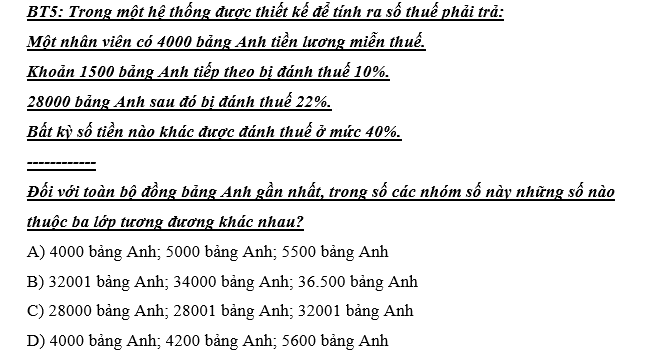 BT5: Trong một hệ thống được thiết kế để tính ra số thuế phải trả:
Một nhân viên có 4000 bảng Anh tiền lương miễn thuế.
Khoản 1500 bảng Anh tiếp theo bị đánh thuế 10%.
28000 bảng Anh sau đó bị đánh thuế 22%.
Bất kỳ số tiền nào khác được đánh thuế ở mức 40%.
------------
Đối với toàn bộ đồng bảng Anh gần nhất, trong số các nhóm số này những số nào
thuộc ba lớp tương đương khác nhau?
A) 4000 bảng Anh; 5000 bảng Anh; 5500 bảng Anh
B) 32001 bảng Anh; 34000 bảng Anh; 36.500 bảng Anh
C) 28000 bảng Anh; 28001 bảng Anh; 32001 bảng Anh
D) 4000 bảng Anh; 4200 bảng Anh; 5600 bảng Anh